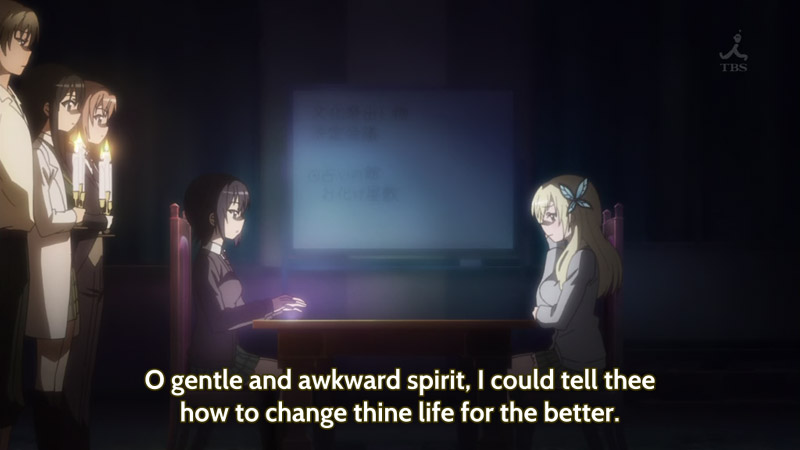 TBS
O gentle and awkward spirit, I could tell thee
how to change thine life for the better.